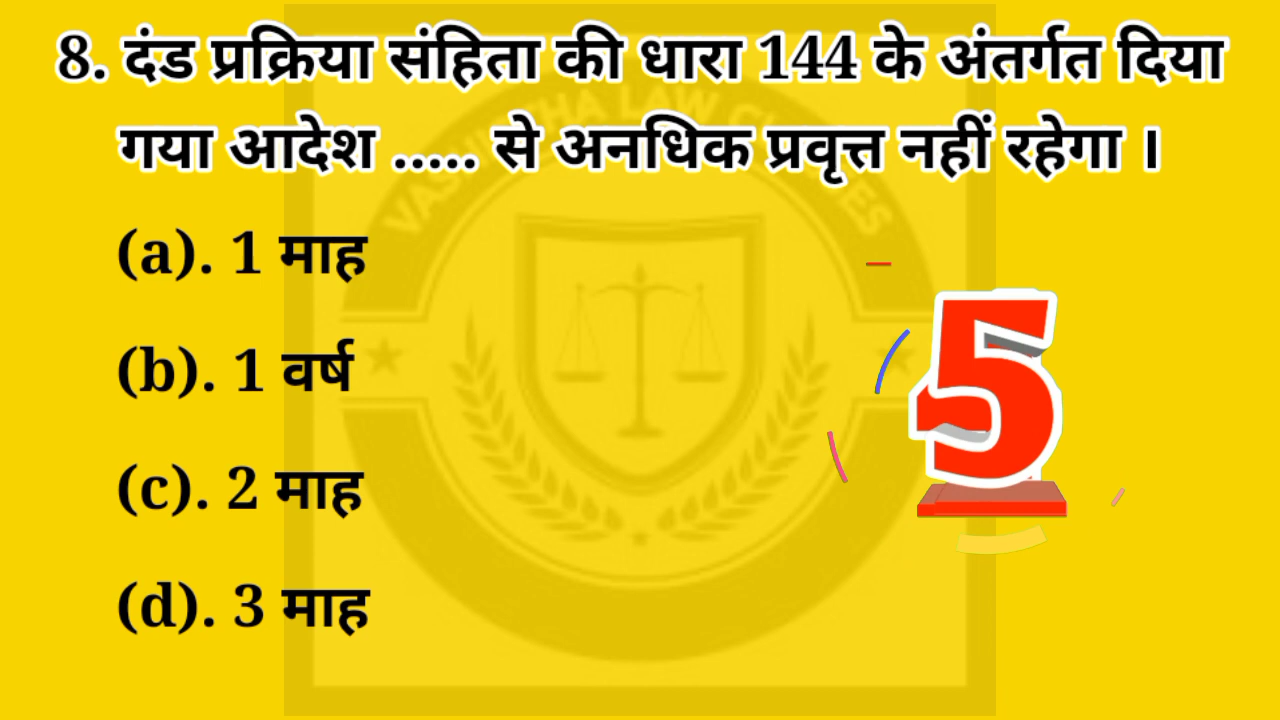 8. दंड प्रक्रिया संहिता की धारा 144 के अंतर्गत दिया
गया आदेश ..... से अनधिक प्रवृत्त नहीं रहेगा ।
(a). 1 माह
(b). 1 वर्ष
(c). 2 माह
(d). 3 माह
5